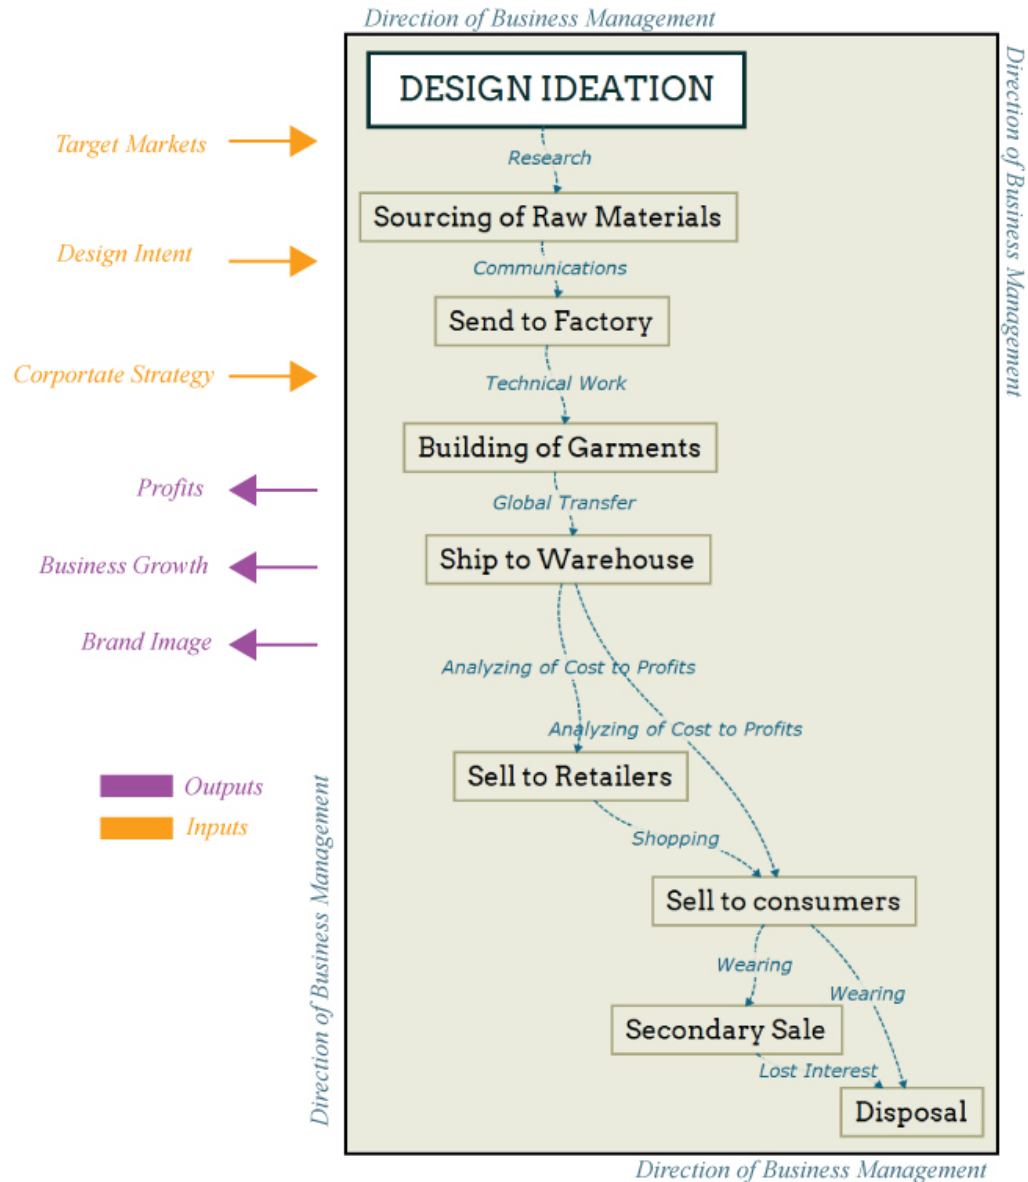 Direction of Business Management
DESIGN IDEATION
Direction of Business Management
Target Markets
Research
Sourcing of Raw Materials
Design Intent
Communications
Send to Factory
Corportate Strategy
Technical Work
Building of Garments
Profits
Global Transfer
Ship to Warehouse
Business Growth
Brand Image
Analyzing of Cost to Profits
Analyzing of Cost to Profits
Sell to Retailers
Outputs
Inputs
Shopping
Direction of Business Management
Sell to consumers
Wearing
Wearing
Secondary Sale
Lost Interest
Disposal
Direction of Business Management